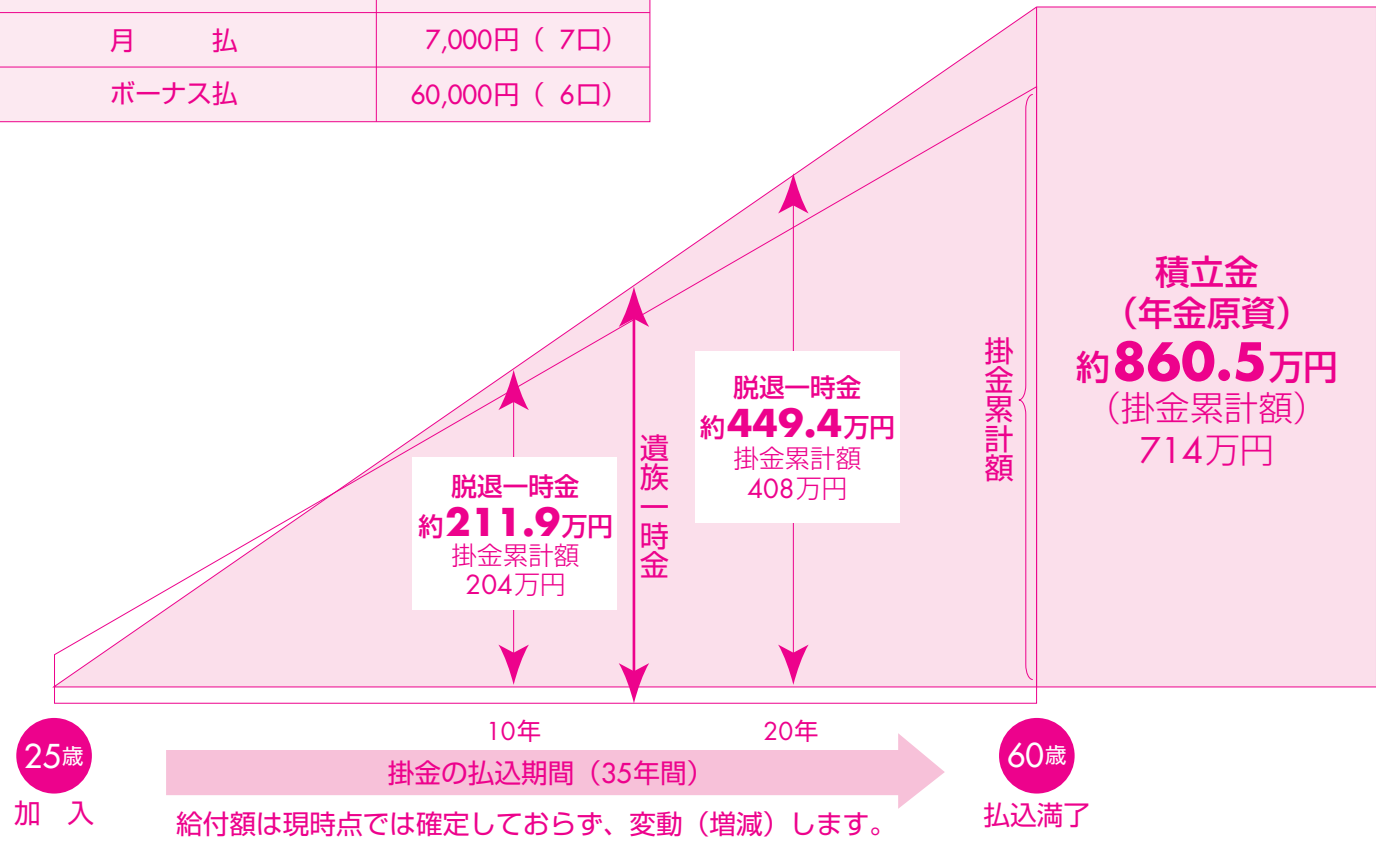 月 払 7,000円（ 7口）
ボーナス払 60,000円（ 6口）
積立金
（年金原資）
約860.5万円
（掛金累計額）
714万円
掛金累計額
脱退一時金
約449.4万円
掛金累計額
408万円
遺族一時金
脱退一時金
約211.9万円
掛金累計額
204万円
10年 20年
25歳 60歳
掛金の払込期間（35年間）
加 入 払込満了
給付額は現時点では確定しておらず、変動（増減）します。